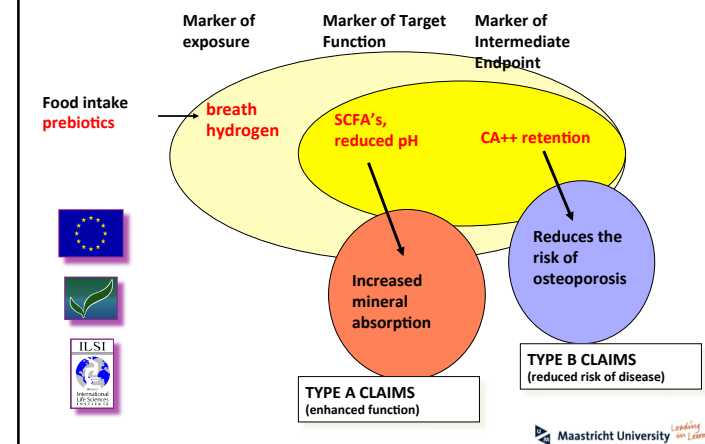 Marker of
exposure
Marker of Target
Function
Marker of
Intermediate
Endpoint
Food intake
prebiotics
breath
hydrogen
SCFA's,
reduced pH
CA++ retention
Increased
mineral
absorption
Reduces the
risk of
osteoporosis
ILSI
International
Life Sciences
INSTITUTE
TYPE A CLAIMS
(enhanced function)
TYPE B CLAIMS
(reduced risk of disease)
Maastricht University
Leading
in Learn